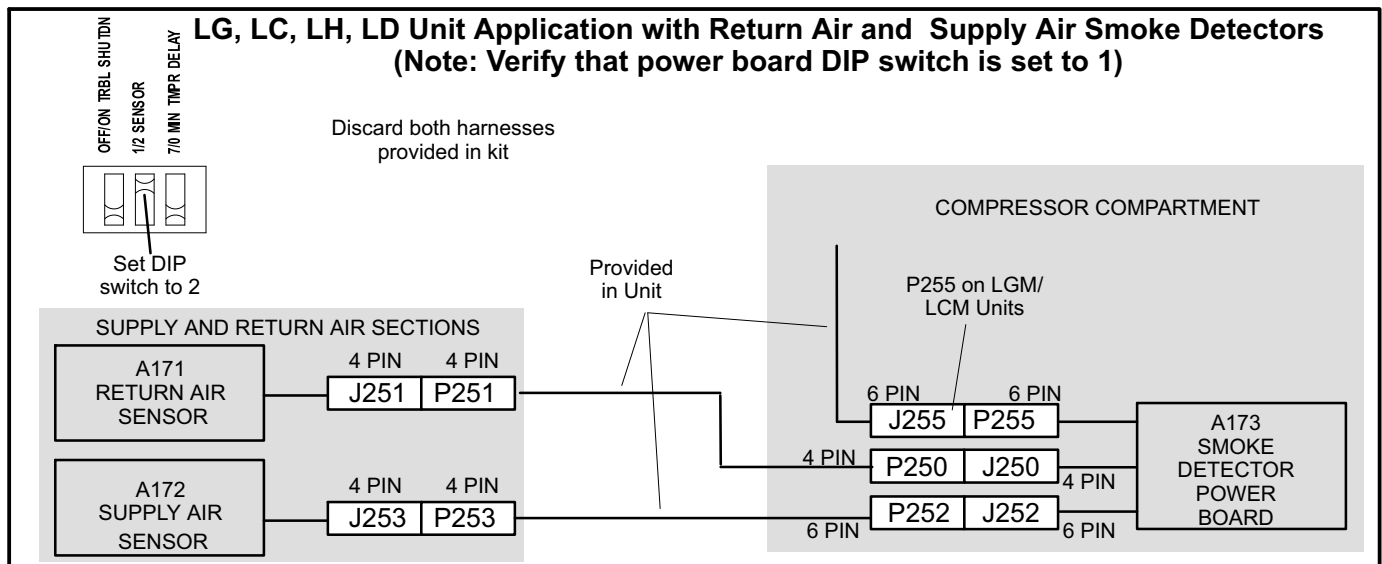 LG, LC, LH, LD Unit Application with Return Air and Supply Air Smoke Detectors
(Note: Verify that power board DIP switch is set to 1)
OFF/ON TRBL SHUTDN
1/2 SENSOR
7/0 MIN TMPR DELAY
Set DIP
switch to 2
Discard both harnesses
provided in kit
Provided
in Unit
COMPRESSOR COMPARTMENT
P255 on LGM/
LCM Units
SUPPLY AND RETURN AIR SECTIONS
A171
RETURN AIR
SENSOR
4 PIN 4 PIN
J251 P251
A172
SUPPLY AIR
SENSOR
4 PIN 4 PIN
J253 P253
6 PIN 6 PIN
J255 P255
4 PIN
P250 J250
4 PIN
P252 J252
6 PIN
6 PIN
A173
SMOKE
DETECTOR
POWER
BOARD